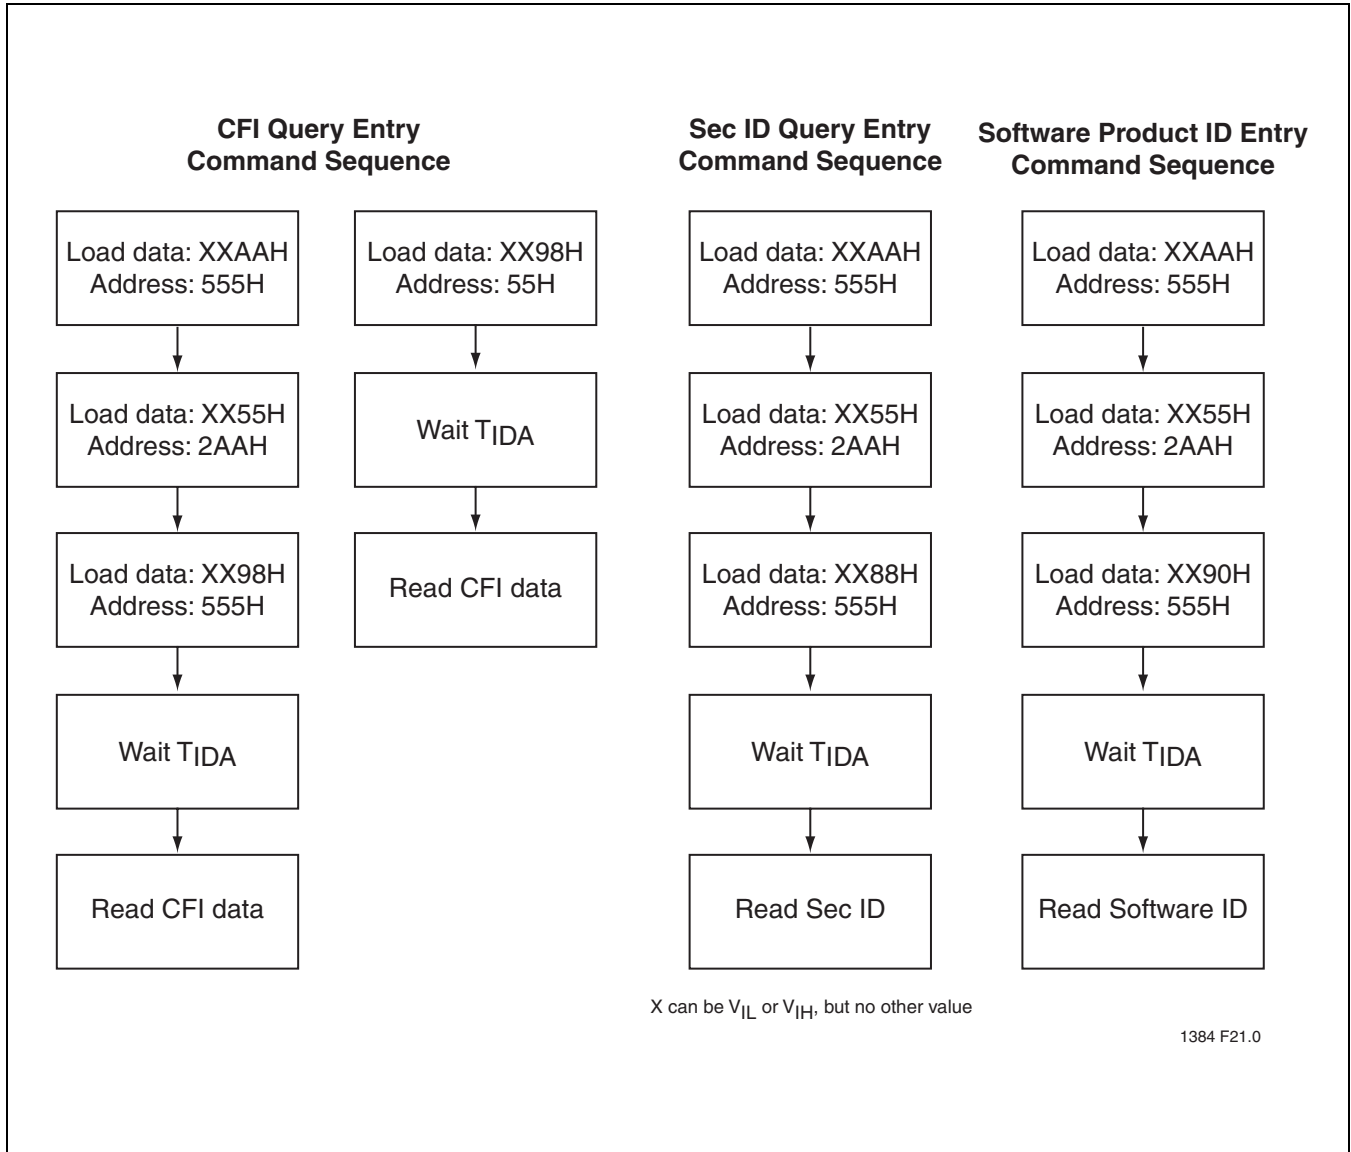 CFI Query Entry
Command Sequence
Load data: XXAAH
Address: 555H
Load data: XX55H
Address: 2AAH
Load data: XX98H
Address: 555H
Wait TIDA
Read CFI data
Load data: XX98H
Address: 55H
Wait TIDA
Read CFI data
Sec ID Query Entry
Command Sequence
Load data: XXAAH
Address: 555H
Load data: XX55H
Address: 2AAH
Load data: XX88H
Address: 555H
Wait TIDA
Read Sec ID
Software Product ID Entry
Command Sequence
Load data: XXAAH
Address: 555H
Load data: XX55H
Address: 2AAH
Load data: XX90H
Address: 555H
Wait TIDA
Read Software ID
X can be VIL or VIH, but no other value
1384 F21.0